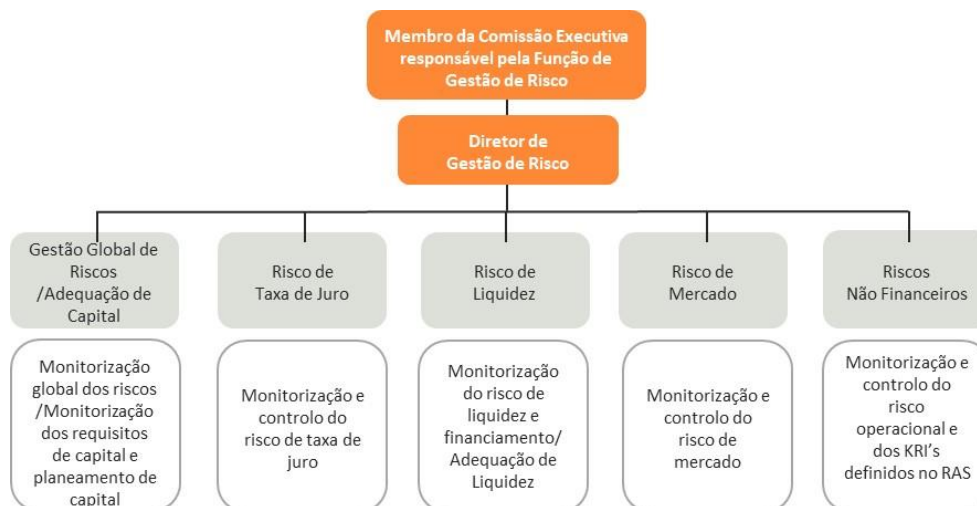 Membro da Comissão Executiva
responsável pela Função de
Gestão de Risco
Diretor de
Gestão de Risco
Gestão Global de
Riscos
/Adequação de
Capital
Risco de
Taxa de Juro
Risco de
Liquidez
Risco de
Mercado
Riscos
Não Financeiros
Monitorização
global dos riscos
/Monitorização
dos requisitos
de capital e
planeamento de
capital
Monitorização e
controlo do
risco de taxa de
juro
Monitorização
do risco de
liquidez e
financiamento/
Adequação de
Liquidez
Monitorização e
controlo do
risco de
mercado
Monitorização e
controlo do
risco
operacional e
dos KRI's
definidos no RAS